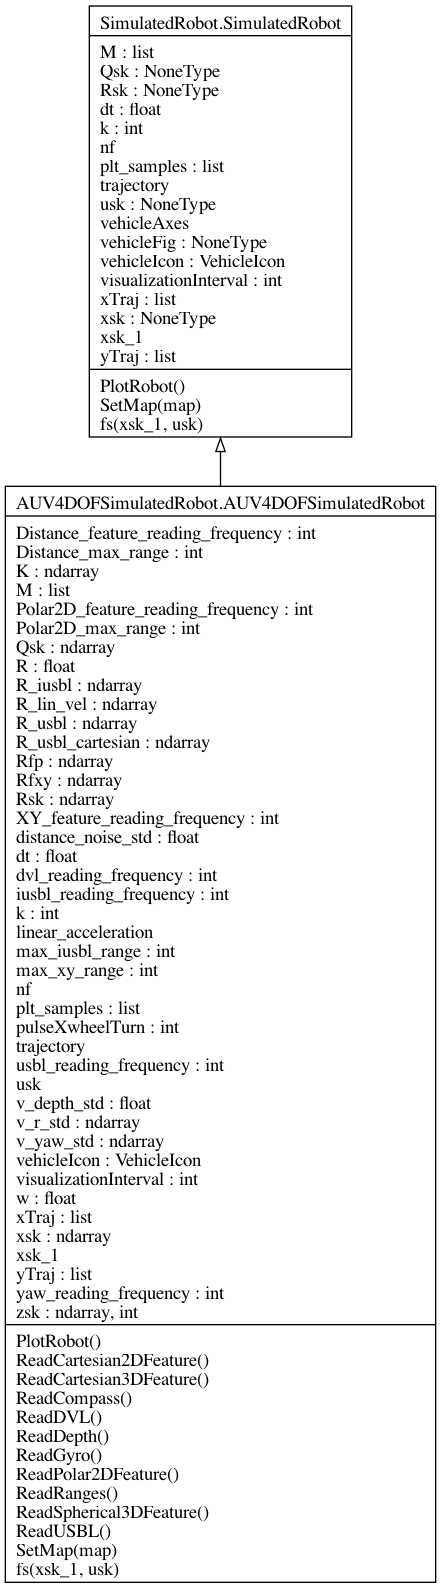 SimulatedRobot.SimulatedRobot
M : list
Qsk : NoneType
Rsk : NoneType
dt : float
k : int
nf
plt_samples : list
trajectory
usk : NoneType
vehicleAxes
vehicleFig : NoneType
vehicleIcon : VehicleIcon
visualizationInterval : int
xTraj : list
xsk : NoneType
xsk_1
yTraj : list
PlotRobot()
SetMap(map)
fs(xsk_1, usk)
AUV4DOFSimulatedRobot.AUV4DOFSimulatedRobot
Distance_feature_reading_frequency : int
Distance_max_range : int
K : ndarray
M : list
Polar2D_feature_reading_frequency : int
Polar2D_max_range : int
Qsk : ndarray
R : float
R_iusbl : ndarray
R_lin_vel : ndarray
R_usbl : ndarray
R_usbl_cartesian : ndarray
Rfp : ndarray
Rfxy : ndarray
Rsk : ndarray
XY_feature_reading_frequency : int
distance_noise_std : float
dt : float
dvl_reading_frequency : int
iusbl_reading_frequency : int
k : int
linear_acceleration
max_iusbl_range : int
max_xy_range : int
nf
plt_samples : list
pulseXwheelTurn : int
trajectory
usbl_reading_frequency : int
usk
v_depth_std : float
v_r_std : ndarray
v_yaw_std : ndarray
vehicleIcon : VehicleIcon
visualizationInterval : int
w : float
xTraj : list
xsk : ndarray
xsk_1
yTraj : list
yaw_reading_frequency : int
zsk : ndarray, int
PlotRobot()
ReadCartesian2DFeature()
ReadCartesian3DFeature()
ReadCompass()
ReadDVL()
ReadDepth()
ReadGyro()
ReadPolar2DFeature()
ReadRanges()
ReadSpherical3DFeature()
ReadUSBL()
SetMap(map)
fs(xsk_1, usk)